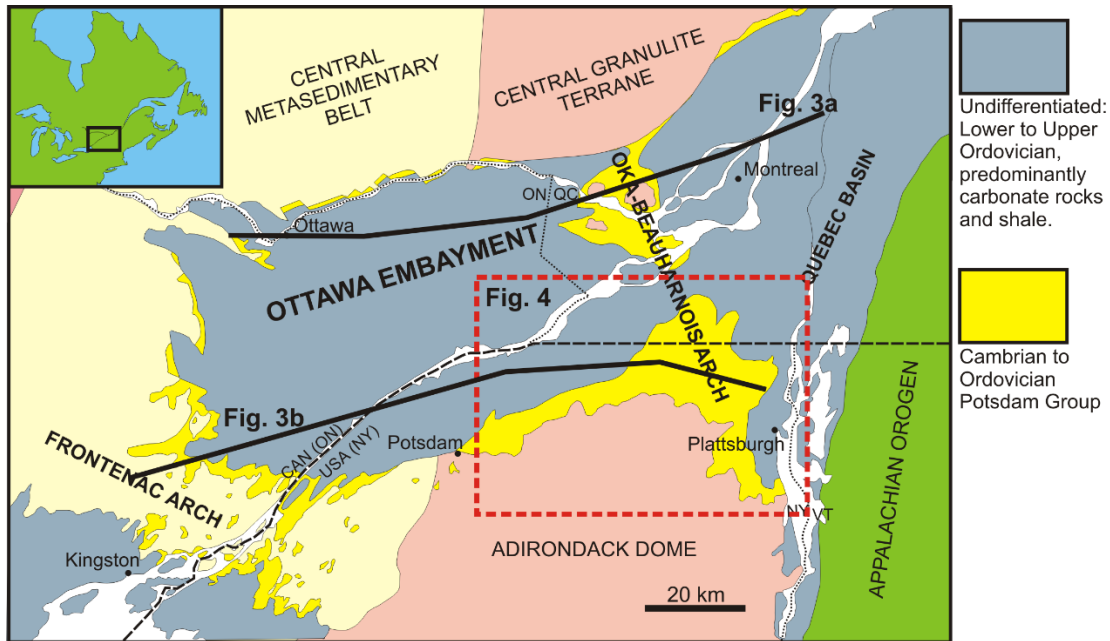 CENTRAL
METASEDIMENTARY
BELT
CENTRAL GRANULITE
TERRANE
Fig. 3a
Montreal
ON QC
OKA-BEAUHARNOIS ARCH
QUEBEC BASIN
Ottawa
OTTAWA EMBAYMENT
Fig. 4
Fig. 3b
CAN (ON)
USA (NY)
Potsdam
Plattsburgh
FRONTENAC ARCH
Kingston
ADIRONDACK DOME
NY VT
APPALACHIAN OROGEN
20 km
Undifferentiated:
Lower to Upper
Ordovician,
predominantly
carbonate rocks
and shale.
Cambrian to
Ordovician
Potsdam Group